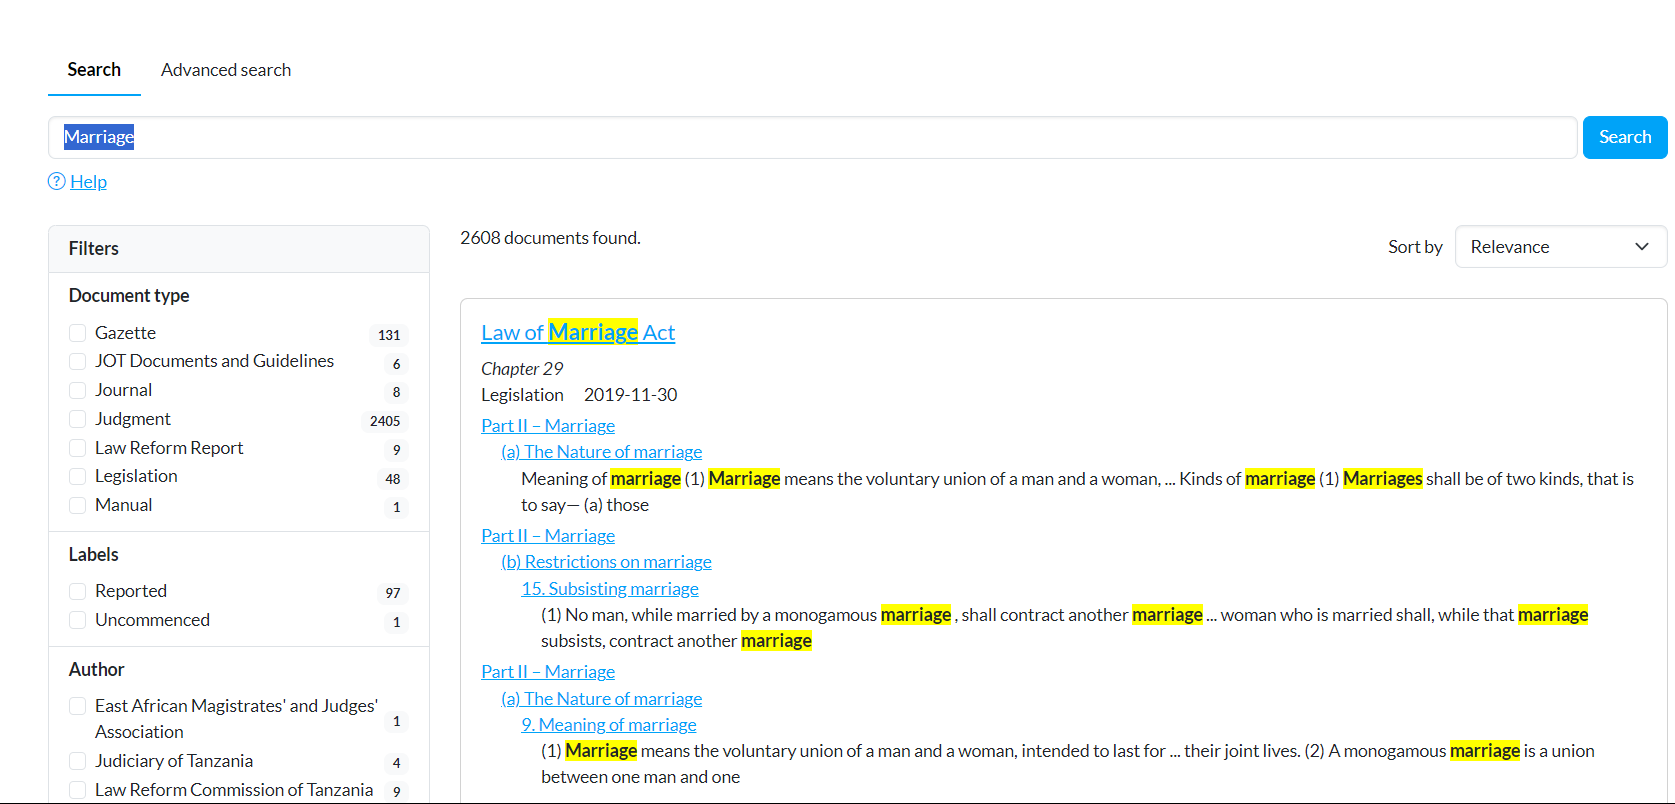 Search Advanced search
Marriage
Search
Help
Filters
Document type
Gazette 131
JOT Documents and Guidelines 6
Journal 8
Judgment 2405
Law Reform Report 9
Legislation 48
Manual 1
Labels
Reported 97
Uncommenced 1
Author
East African Magistrates' and Judges'
Association 1
Judiciary of Tanzania 4
Law Reform Commission of Tanzania 9
2608 documents found.
Sort by Relevance
Law of Marriage Act
Chapter 29
Legislation 2019-11-30
Part II – Marriage
(a) The Nature of marriage
Meaning of marriage (1) Marriage means the voluntary union of a man and a woman, ... Kinds of marriage (1) Marriages shall be of two kinds, that is
to say— (a) those
Part II – Marriage
(b) Restrictions on marriage
15. Subsisting marriage
(1) No man, while married by a monogamous marriage , shall contract another marriage ... woman who is married shall, while that marriage
subsists, contract another marriage
Part II – Marriage
(a) The Nature of marriage
9. Meaning of marriage
(1) Marriage means the voluntary union of a man and a woman, intended to last for ... their joint lives. (2) A monogamous marriage is a union
between one man and one